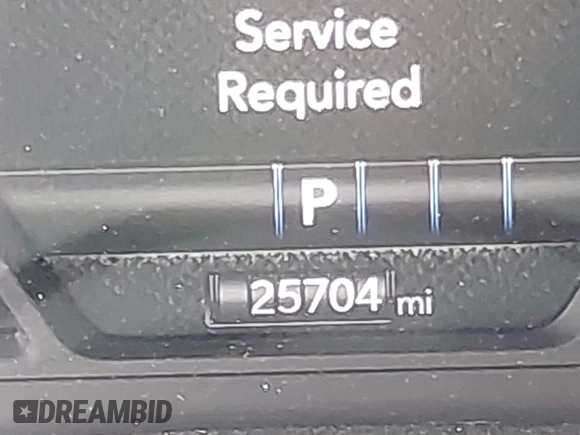 Service
Required
P
25704 mi
DREAMBID